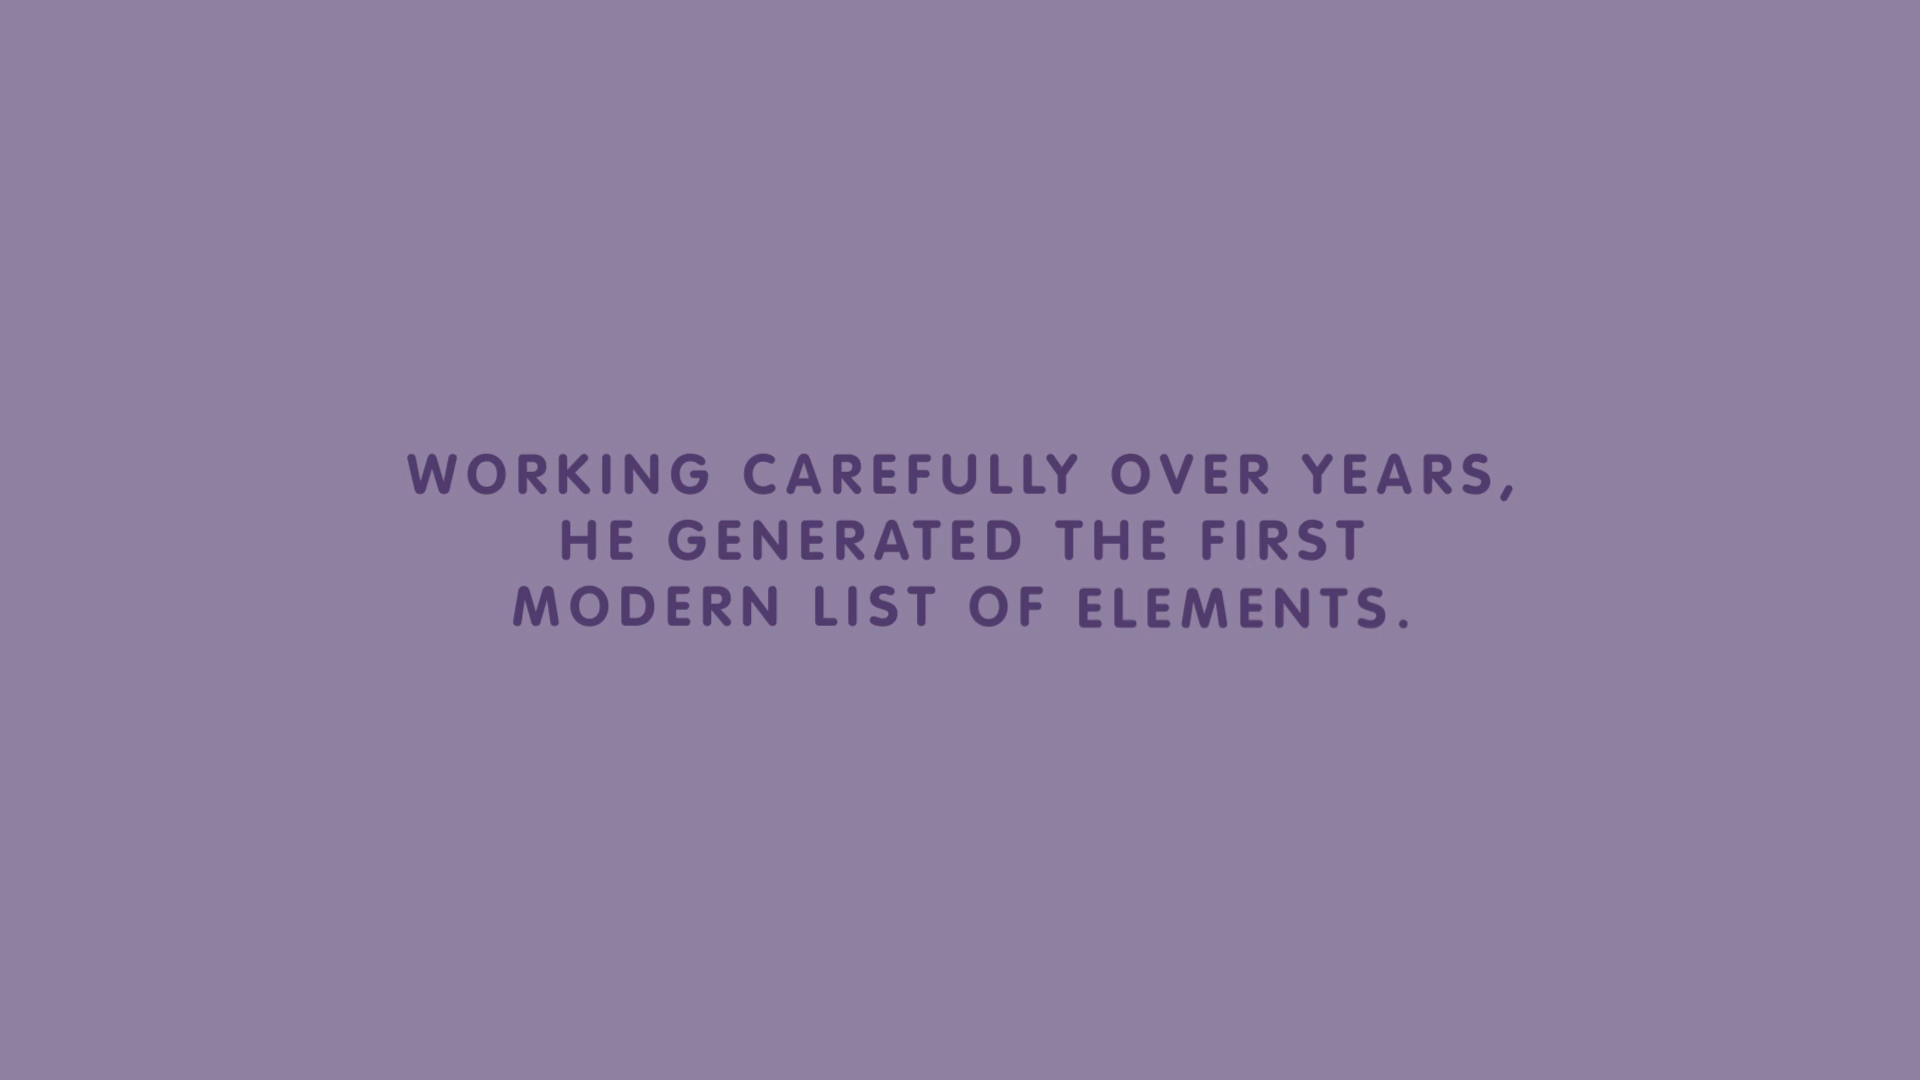 WORKING CAREFULLY OVER YEARS,
HE GENERATED THE FIRST
MODERN LIST OF ELEMENTS.